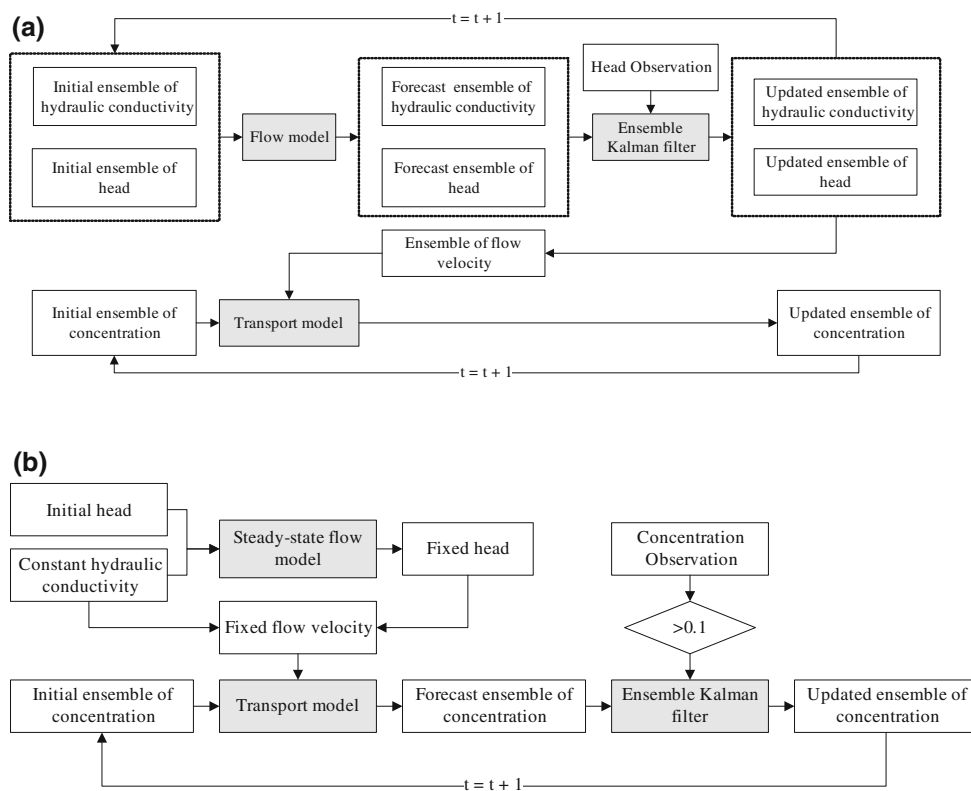 (a)
t = t + 1
Initial ensemble of
hydraulic conductivity
Initial ensemble of
head
Flow model
Forecast ensemble of
hydraulic conductivity
Forecast ensemble
of head
Head Observation
Ensemble
Kalman filter
Updated ensemble of
hydraulic conductivity
Updated ensemble of
head
Ensemble of flow
velocity
Initial ensemble of
concentration
Transport model
Updated ensemble of
concentration
t = t + 1
(b)
Initial head
Constant hydraulic
conductivity
Steady-state flow
model
Fixed head
Fixed flow velocity
Concentration
Observation
>0.1
Initial ensemble of
concentration
Transport model
Forecast ensemble of
concentration
Ensemble Kalman
filter
Updated ensemble of
concentration
t = t + 1